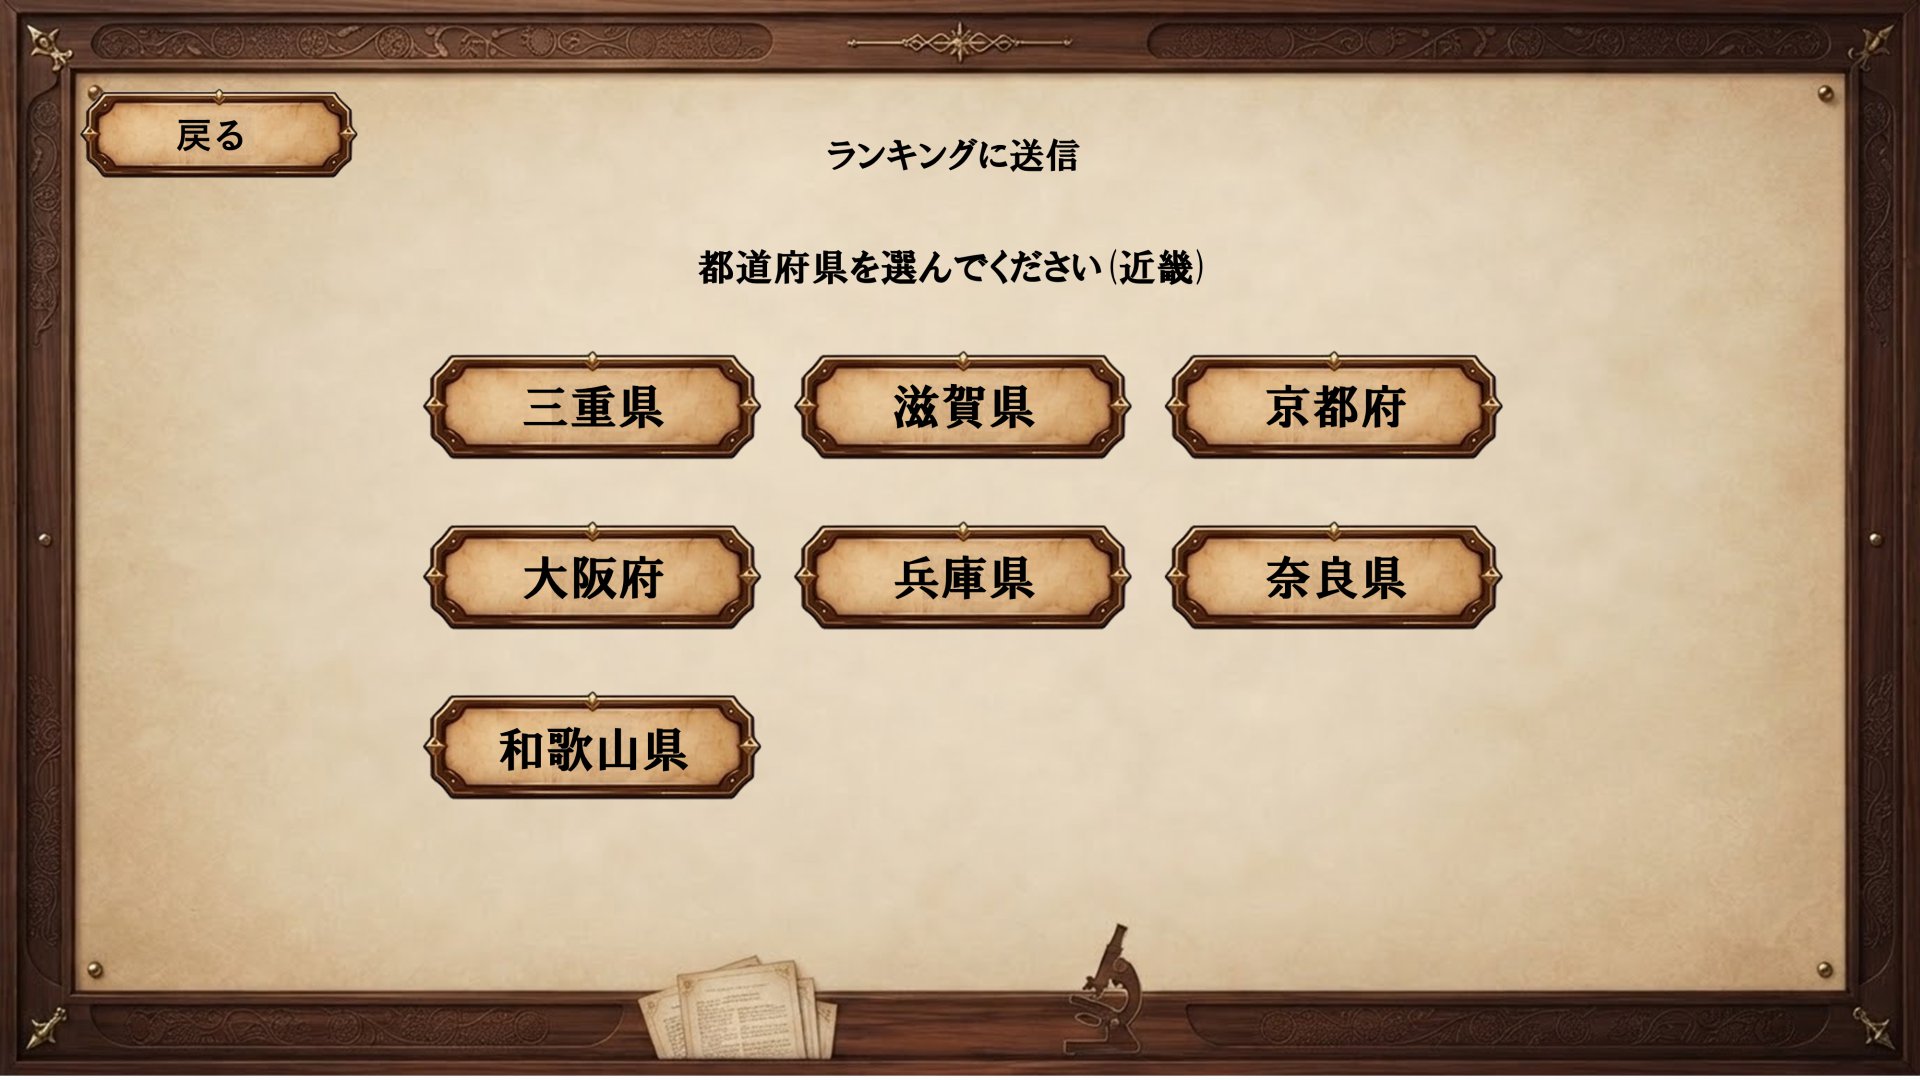 戻る
ランキングに送信
都道府県を選んでください(近畿)
三重県
滋賀県
京都府
大阪府
兵庫県
奈良県
和歌山県